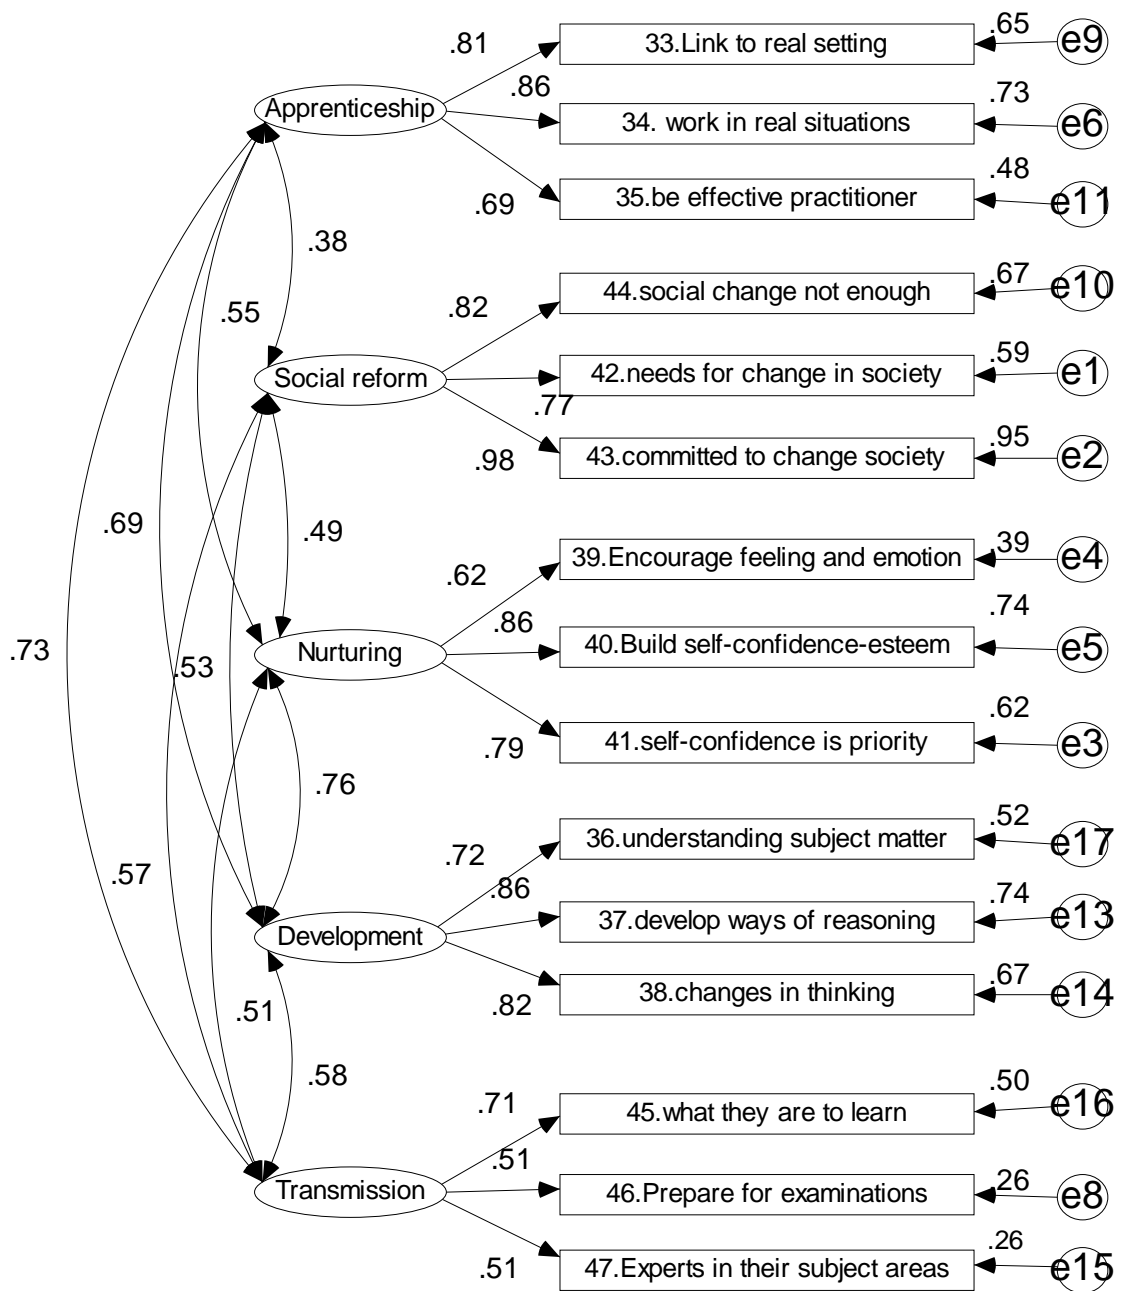 .81
33.Link to real setting
.65
e9
Apprenticeship
.86
34. work in real situations
.73
e6
.69
35.be effective practitioner
.48
e11
.38
.55
.82
44.social change not enough
.67
e10
Social reform
42.needs for change in society
.59
e1
.77
.98
43.committed to change society
.95
e2
.69
.49
.62
39.Encourage feeling and emotion
.39
e4
.73
.53
Nurturing
.86
40.Build self-confidence-esteem
.74
e5
.79
41.self-confidence is priority
.62
e3
.76
.72
36.understanding subject matter
.52
e17
.57
Development
.86
37.develop ways of reasoning
.74
e13
.82
38.changes in thinking
.67
e14
.51
.58
.71
45.what they are to learn
.50
e16
Transmission
.51
46.Prepare for examinations
.26
e8
.51
47.Experts in their subject areas
.26
e15